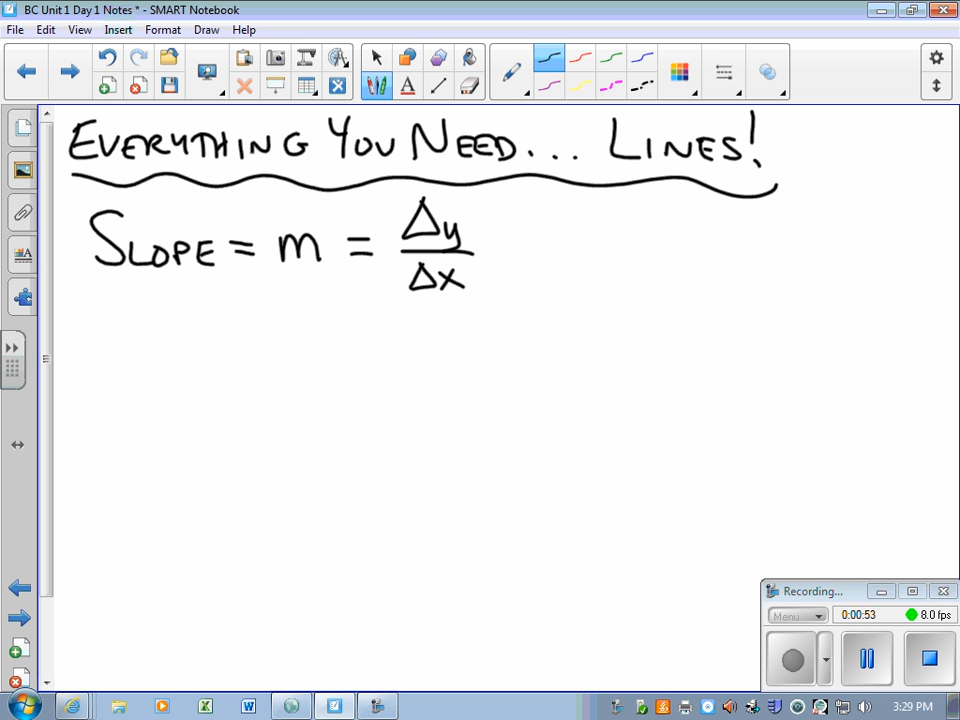 BC Unit 1 Day 1 Notes * - SMART Notebook
File Edit View Insert Format Draw Help
EVERYTHING YOU NEED... LINES!
SLOPE = m = Δy/Δx
Recording...
Menu 0:00:53 8.0 fps
3:29 PM